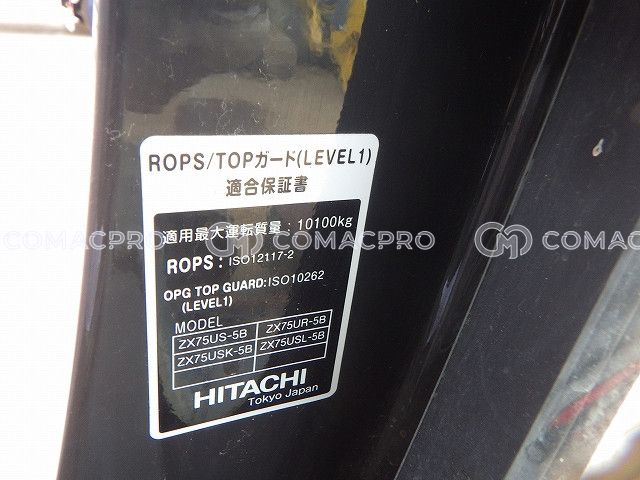 ROPS/TOPガード(LEVEL1)
適合保証書
適用最大運転質量：10100kg
ROPS：ISO12117-2
OPG TOP GUARD:ISO10262
(LEVEL1)
MODEL
ZX75US-5B ZX75UR-5B
ZX75USK-5B ZX75USL-5B
HITACHI
Tokyo Japan
COMACPRO COMACPRO COMAC